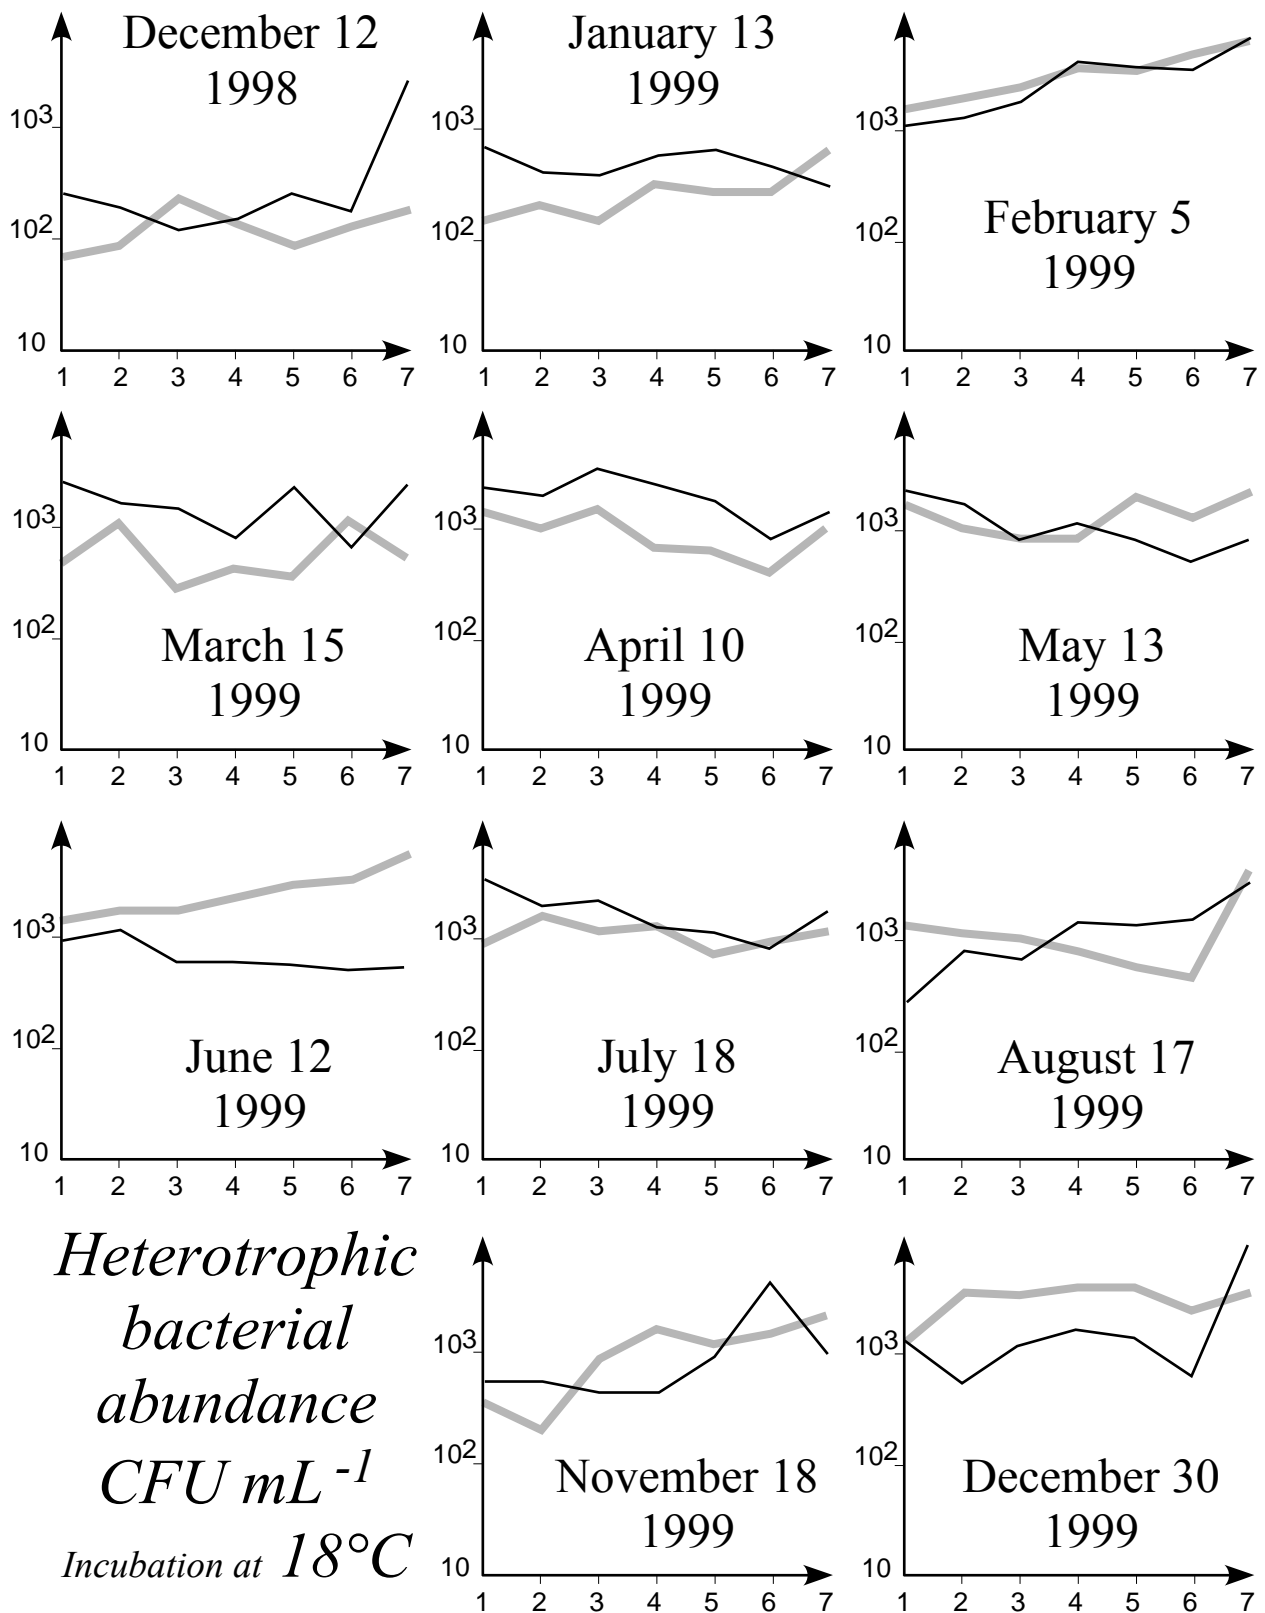 December 12
1998
10³
10²
10
1 2 3 4 5 6 7
January 13
1999
10³
10²
10
1 2 3 4 5 6 7
February 5
1999
10³
10²
10
1 2 3 4 5 6 7
March 15
1999
10³
10²
10
1 2 3 4 5 6 7
April 10
1999
10³
10²
10
1 2 3 4 5 6 7
May 13
1999
10³
10²
10
1 2 3 4 5 6 7
June 12
1999
10³
10²
10
1 2 3 4 5 6 7
July 18
1999
10³
10²
10
1 2 3 4 5 6 7
August 17
1999
10³
10²
10
1 2 3 4 5 6 7
Heterotrophic
bacterial
abundance
CFU mL⁻¹
Incubation at 18°C
November 18
1999
10³
10²
10
1 2 3 4 5 6 7
December 30
1999
10³
10²
10
1 2 3 4 5 6 7